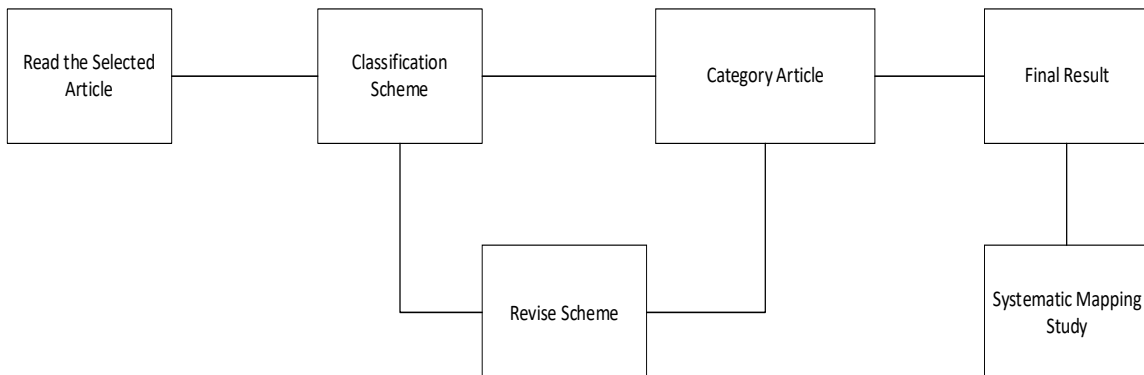 Read the Selected
Article
Classification
Scheme
Category Article
Final Result
Revise Scheme
Systematic Mapping
Study